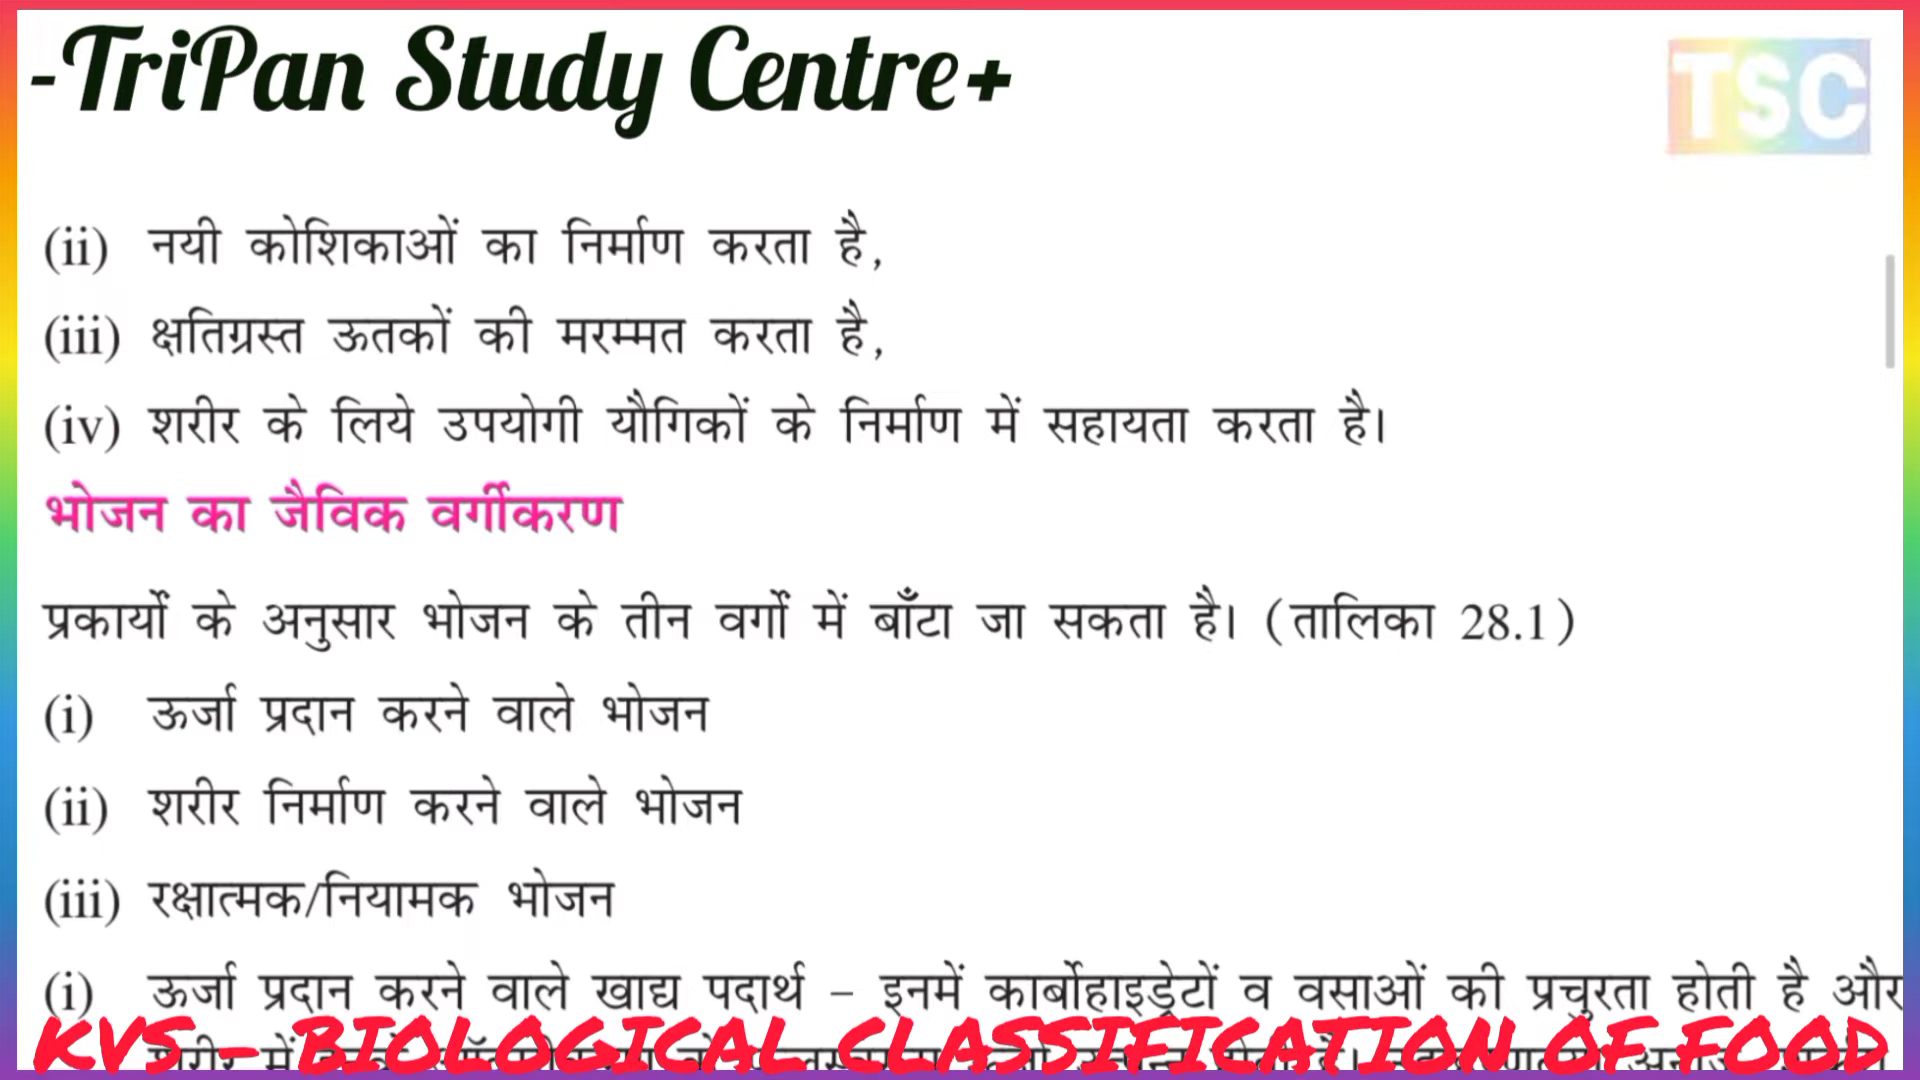 -TriPan Study Centre+
TSC
(ii) नयी कोशिकाओं का निर्माण करता है,
(iii) क्षतिग्रस्त ऊतकों की मरम्मत करता है,
(iv) शरीर के लिये उपयोगी यौगिकों के निर्माण में सहायता करता है।
भोजन का जैविक वर्गीकरण
प्रकार्यों के अनुसार भोजन के तीन वर्गों में बाँटा जा सकता है। (तालिका 28.1)
(i) ऊर्जा प्रदान करने वाले भोजन
(ii) शरीर निर्माण करने वाले भोजन
(iii) रक्षात्मक/नियामक भोजन
(i) ऊर्जा प्रदान करने वाले खाद्य पदार्थ – इनमें कार्बोहाइड्रेटों व वसाओं की प्रचुरता होती है और
KVS – BIOLOGICAL CLASSIFICATION OF FOOD